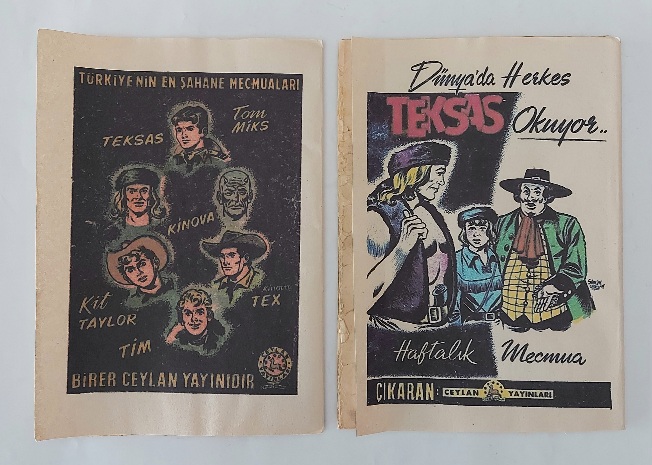 TÜRKİYE'NİN EN ŞAHANE MECMUALARI
Tom
MİKS
TEKSAS
KİNOVA
Kit
TAYLOR
TEX
TİM
BİRER CEYLAN YAYINIDIR
Dünya'da Herkes
TEKSAS
Okuyor..
Haftalık Mecmua
ÇIKARAN: CEYLAN YAYINLARI